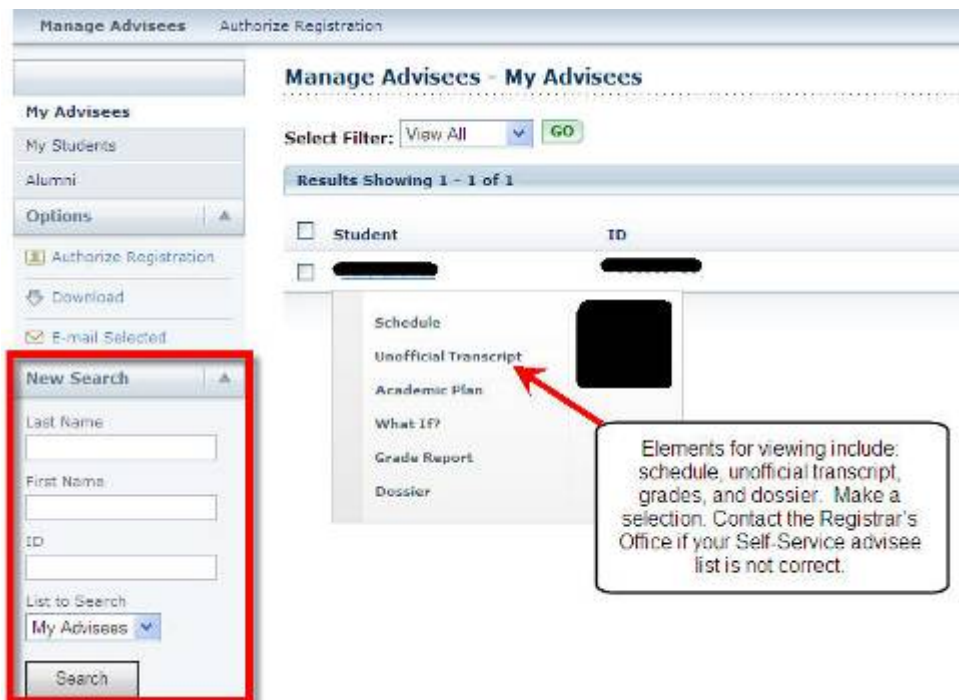 Manage Advisees Authorize Registration
My Advisees
My Students
Alumni
Options
Authorize Registration
Download
E-mail Selected
New Search
Last Name
First Name
ID
List to Search
My Advisees
Search
Manage Advisees - My Advisees
Select Filter: View All GO
Results Showing 1 - 1 of 1
Student ID
Schedule
Unofficial Transcript
Academic Plan
What If?
Grade Report
Dossier
Elements for viewing include:
schedule, unofficial transcript,
grades, and dossier. Make a
selection. Contact the Registrar's
Office if your Self-Service advisee
list is not correct.